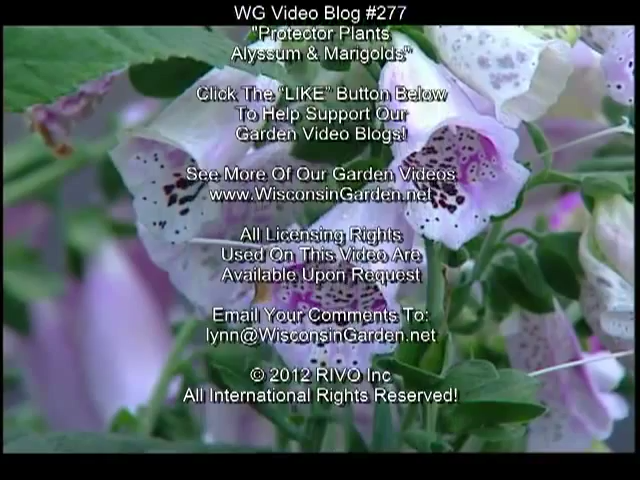 WG Video Blog #277
"Protector Plants
Alyssum & Marigolds"
Click The "LIKE" Button Below
To Help Support Our
Garden Video Blogs!
See More Of Our Garden Videos
www.WisconsinGarden.net
All Licensing Rights
Used On This Video Are
Available Upon Request
Email Your Comments To:
lynn@WisconsinGarden.net
© 2012 RIVO Inc
All International Rights Reserved!